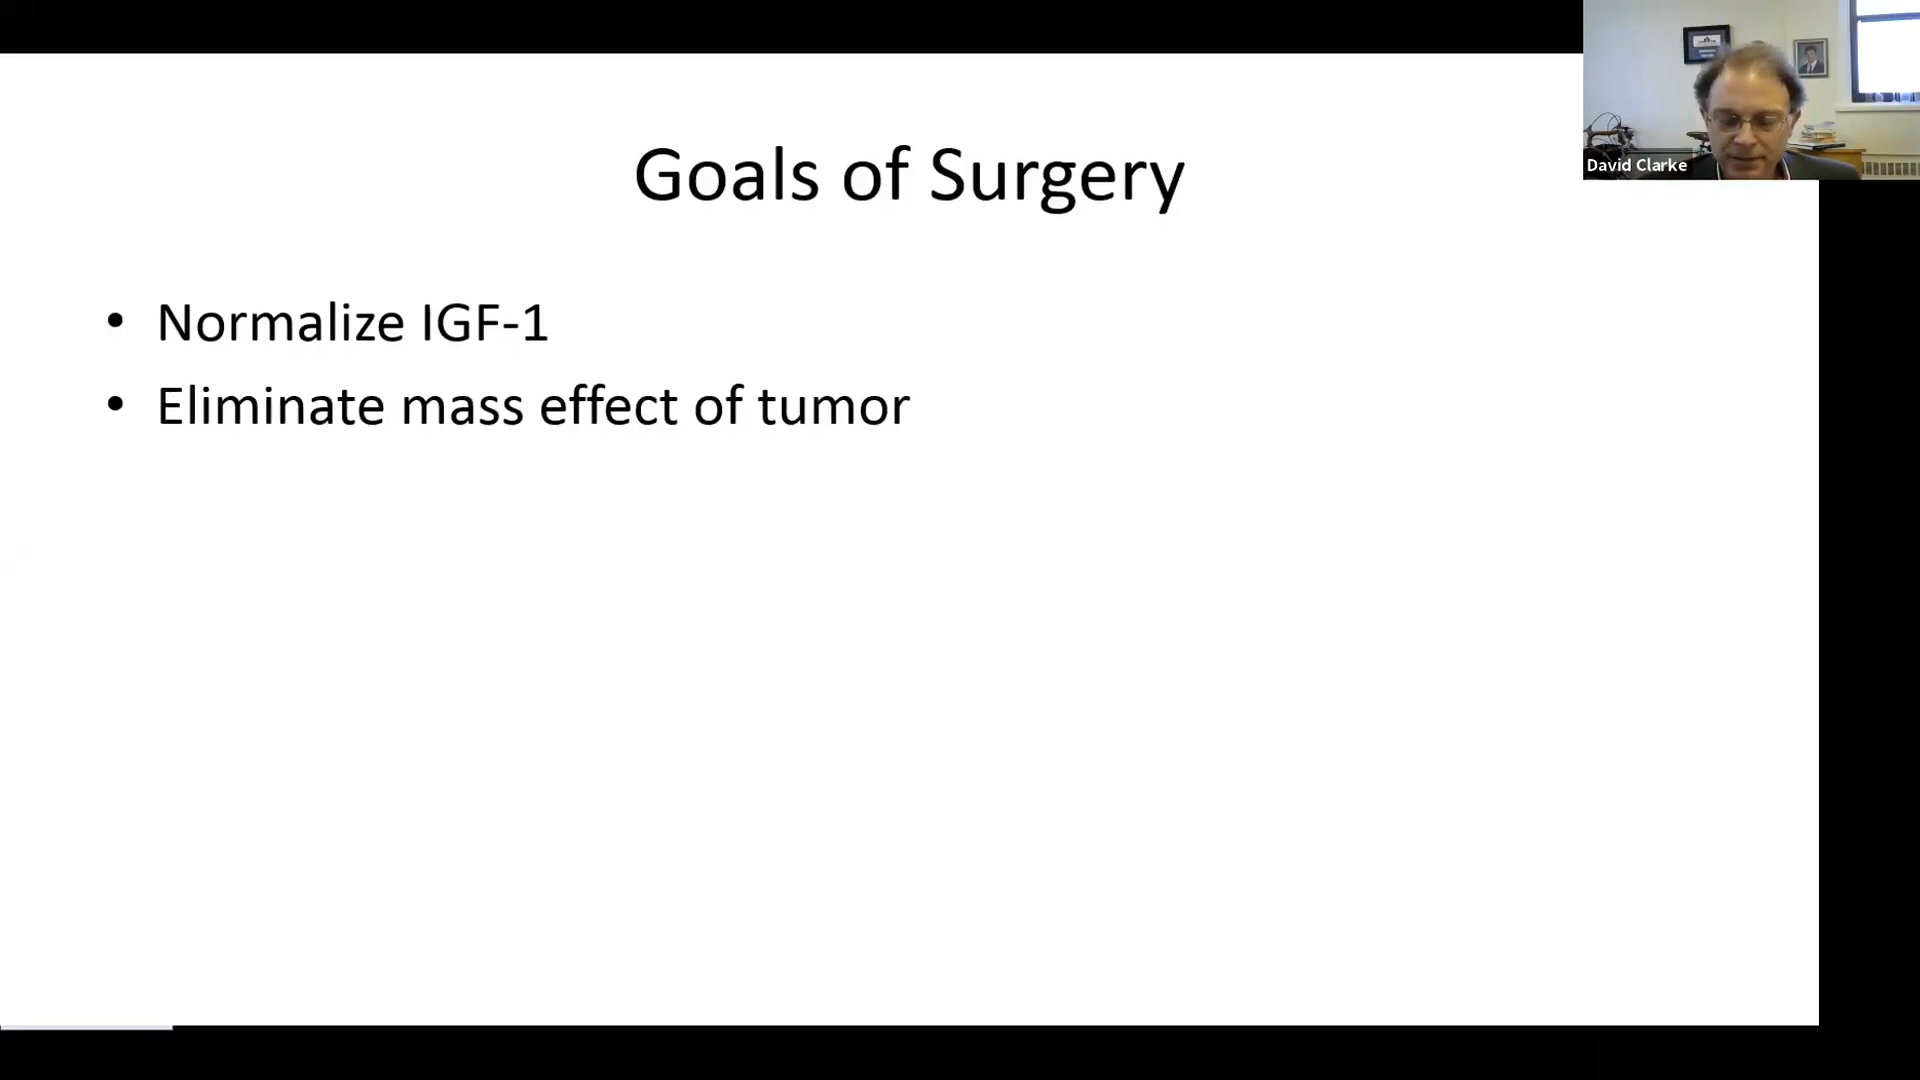 Goals of Surgery
David Clarke
• Normalize IGF-1
• Eliminate mass effect of tumor